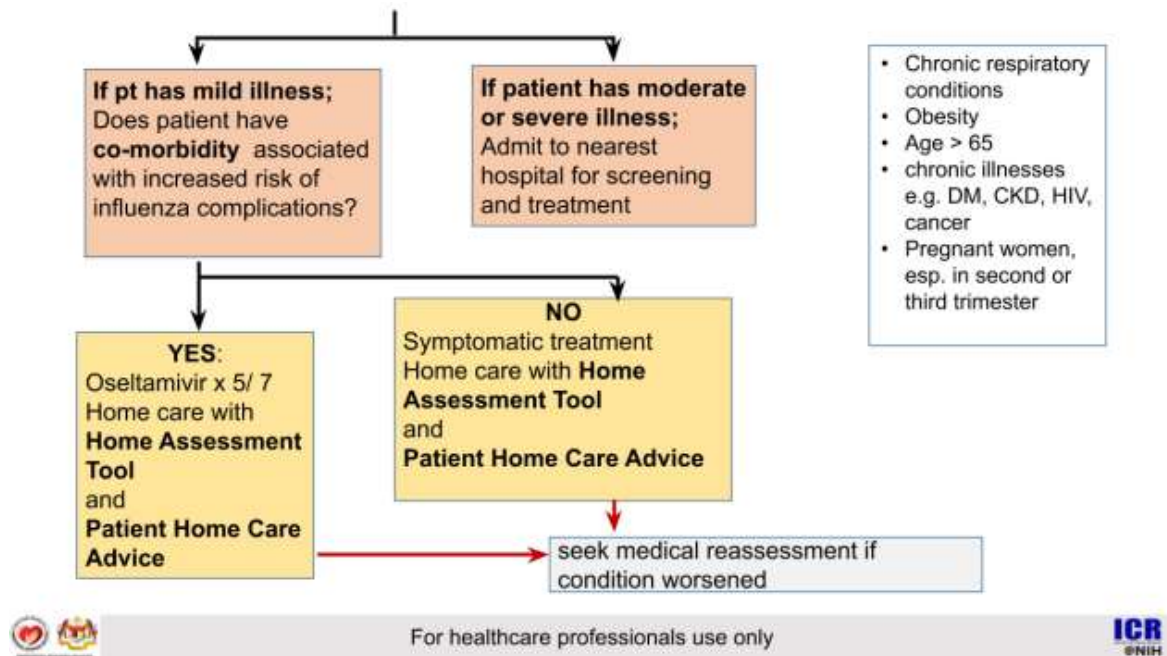 If pt has mild illness;
Does patient have
co-morbidity associated
with increased risk of
influenza complications?
If patient has moderate
or severe illness;
Admit to nearest
hospital for screening
and treatment
• Chronic respiratory
conditions
• Obesity
• Age > 65
• chronic illnesses
e.g. DM, CKD, HIV,
cancer
• Pregnant women,
esp. in second or
third trimester
YES:
Oseltamivir x 5/ 7
Home care with
Home Assessment
Tool
and
Patient Home Care
Advice
NO
Symptomatic treatment
Home care with Home
Assessment Tool
and
Patient Home Care Advice
seek medical reassessment if
condition worsened
For healthcare professionals use only
ICR
@NIH